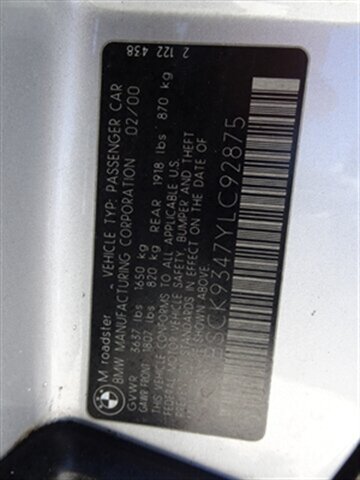 M roadster
VEHICLE TYP: PASSENGER CAR
BMW MANUFACTURING CORPORATION 02/00
GVWR 3637 lbs 1650 kg
GAWR FRONT 1807 lbs 820 kg REAR 1918 lbs 870 kg
THIS VEHICLE CONFORMS TO ALL APPLICABLE U.S.
FEDERAL MOTOR VEHICLE SAFETY, BUMPER AND THEFT
PREVENTION STANDARDS IN EFFECT ON THE DATE OF
MANUFACTURE SHOWN ABOVE
SCK9347YLC92875
2 122 438